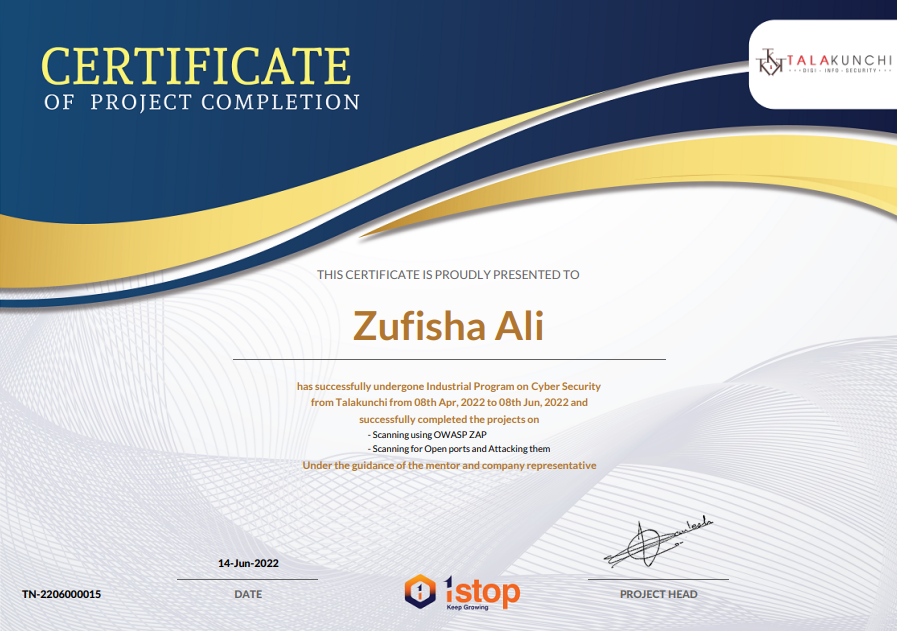 CERTIFICATE
OF PROJECT COMPLETION
TALAKUNCHI
DIGI - INFO - SECURITY
THIS CERTIFICATE IS PROUDLY PRESENTED TO
Zufisha Ali
has successfully undergone Industrial Program on Cyber Security
from Talakunchi from 08th Apr, 2022 to 08th Jun, 2022 and
successfully completed the projects on
- Scanning using OWASP ZAP
- Scanning for Open ports and Attacking them
Under the guidance of the mentor and company representative
14-Jun-2022
TN-2206000015
DATE
1stop
Keep Growing
PROJECT HEAD